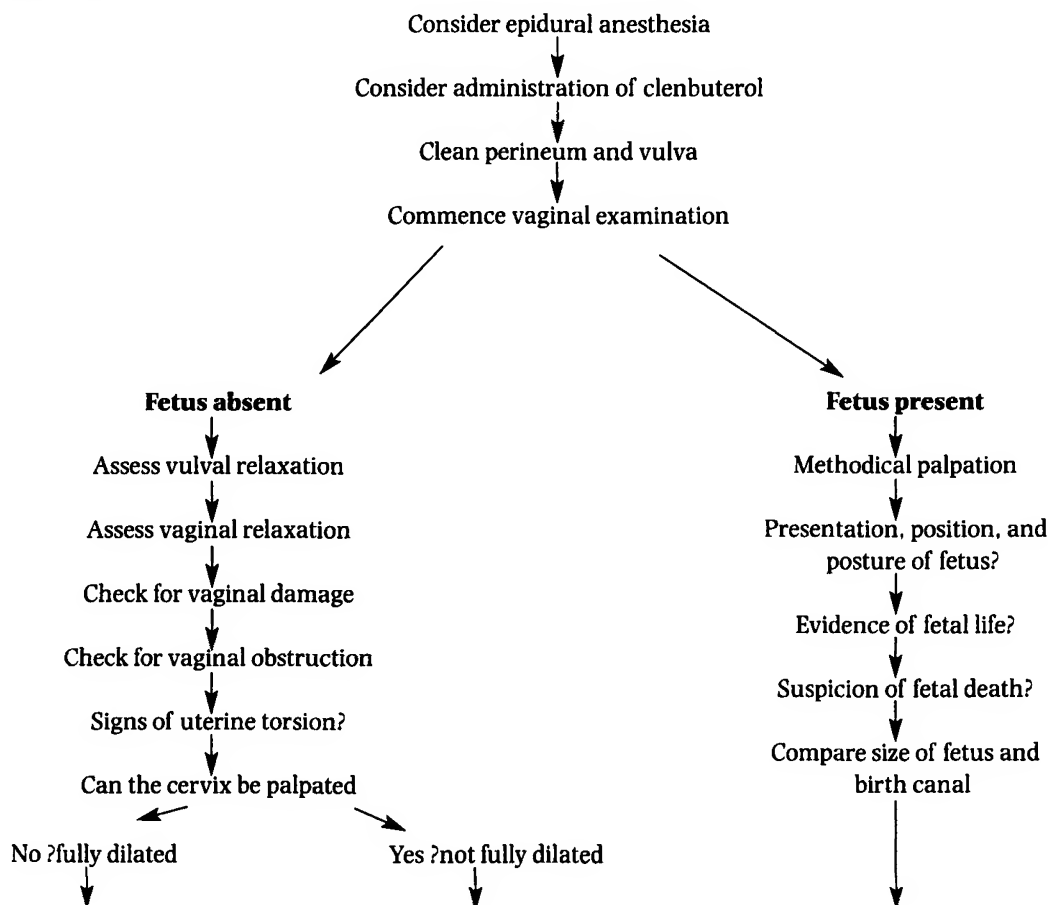 Consider epidural anesthesia
Consider administration of clenbuterol
Clean perineum and vulva
Commence vaginal examination
Fetus absent
Assess vulval relaxation
Assess vaginal relaxation
Check for vaginal damage
Check for vaginal obstruction
Signs of uterine torsion?
Can the cervix be palpated
No ?fully dilated
Yes ?not fully dilated
Fetus present
Methodical palpation
Presentation, position, and
posture of fetus?
Evidence of fetal life?
Suspicion of fetal death?
Compare size of fetus and
birth canal